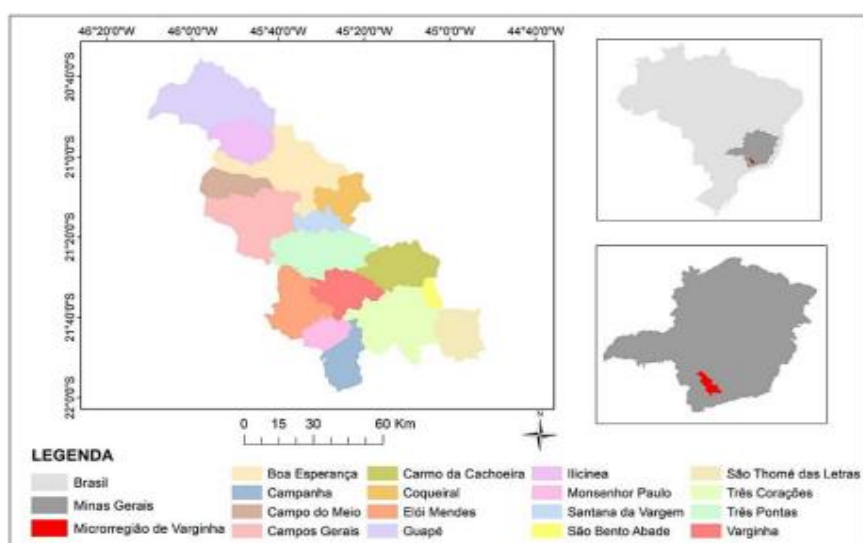 46°20'0"W 46°0'0"W 45°40'0"W 45°20'0"W 45°0'0"W 44°40'0"W
20°40'0"S
21°0'0"S
21°20'0"S
21°40'0"S
22°0'0"S
0 15 30 60 Km
N
LEGENDA
Brasil
Minas Gerais
Microrregião de Varginha
Boa Esperança
Campanha
Campo do Meio
Campos Gerais
Carmo da Cachoeira
Coqueiral
Elói Mendes
Guapé
Ilicinea
Monsenhor Paulo
Santana da Vargem
São Bento Abade
São Thomé das Letras
Três Corações
Três Pontas
Varginha